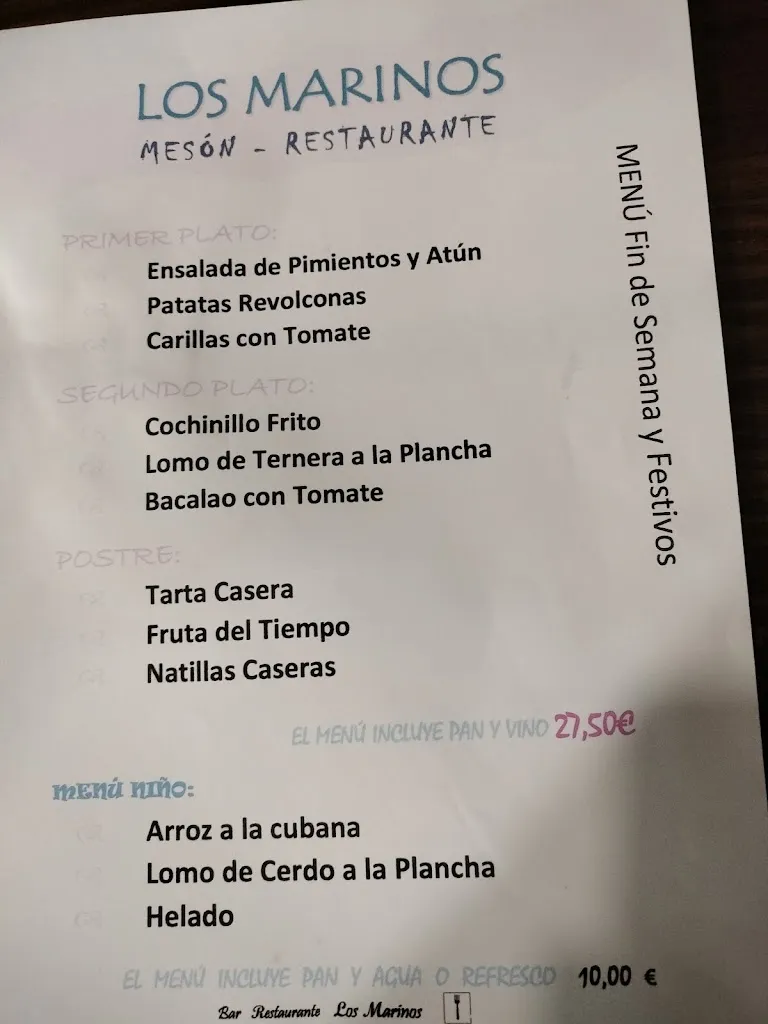 LOS MARINOS
MESÓN - RESTAURANTE
MENÚ Fin de Semana y Festivos
PRIMER PLATO:
Ensalada de Pimientos y Atún
Patatas Revolconas
Carillas con Tomate
SEGUNDO PLATO:
Cochinillo Frito
Lomo de Ternera a la Plancha
Bacalao con Tomate
POSTRE:
Tarta Casera
Fruta del Tiempo
Natillas Caseras
EL MENÚ INCLUYE PAN Y VINO 27,50€
MENÚ NIÑO:
Arroz a la cubana
Lomo de Cerdo a la Plancha
Helado
EL MENÚ INCLUYE PAN Y AGUA O REFRESCO 10,00 €
Bar Restaurante Los Marinos